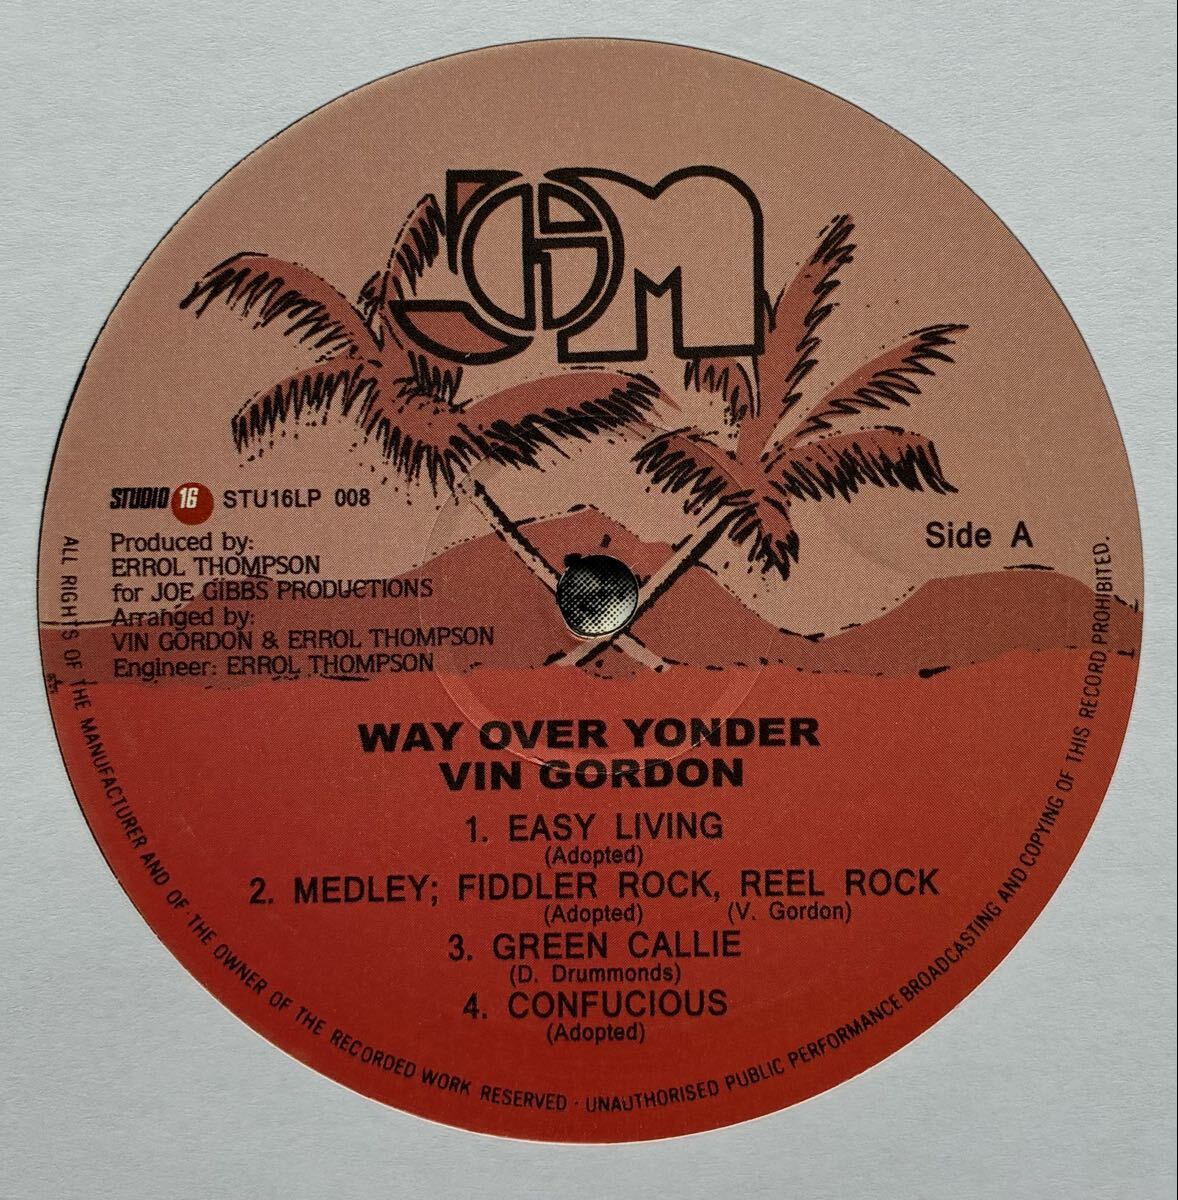 JGM
STUDIO 16 STU16LP 008
Side A
Produced by:
ERROL THOMPSON
for JOE GIBBS PRODUCTIONS
Arranged by:
VIN GORDON & ERROL THOMPSON
Engineer: ERROL THOMPSON
WAY OVER YONDER
VIN GORDON
1. EASY LIVING
(Adopted)
2. MEDLEY; FIDDLER ROCK, REEL ROCK
(Adopted) (V. Gordon)
3. GREEN CALLIE
(D. Drummonds)
4. CONFUCIOUS
(Adopted)
ALL RIGHTS OF THE MANUFACTURER AND OF · THE OWNER OF THE RECORDED WORK RESERVED · UNAUTHORISED PUBLIC PERFORMANCE BROADCASTING AND COPYING OF THIS RECORD PROHIBITED.